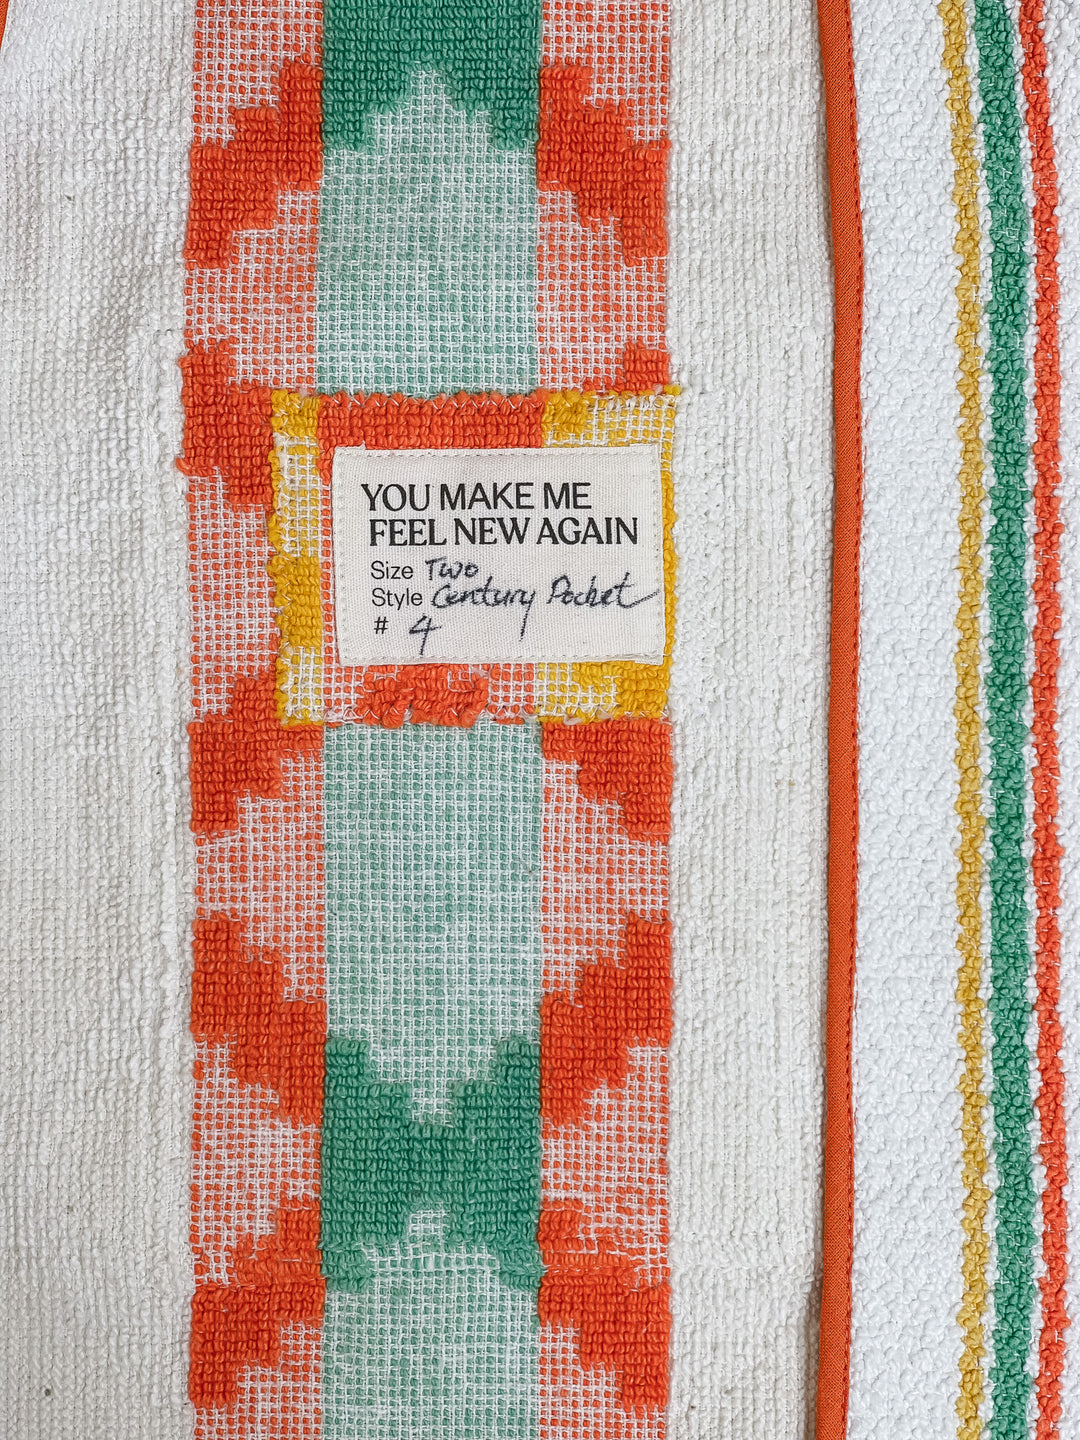 YOU MAKE ME
FEEL NEW AGAIN
Size Two
Style Century Pocket
# 4